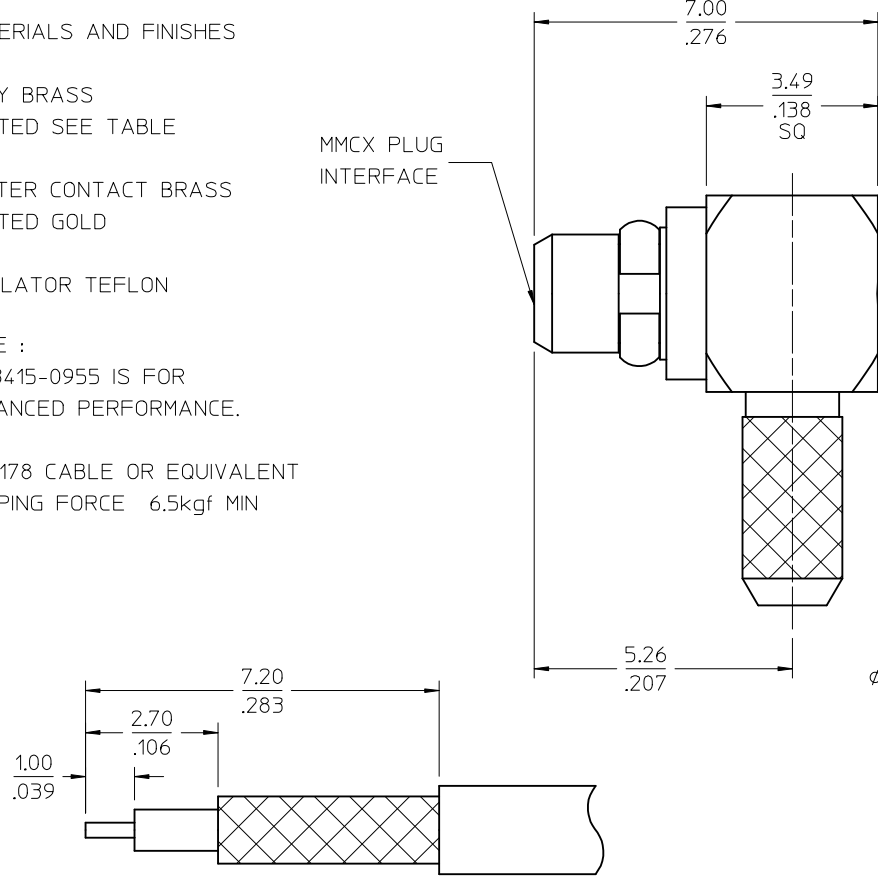 ERIALS AND FINISHES
Y BRASS
TED SEE TABLE
TER CONTACT BRASS
TED GOLD
LATOR TEFLON
E :
3415-0955 IS FOR
ANCED PERFORMANCE.
178 CABLE OR EQUIVALENT
PING FORCE 6.5kgf MIN
MMCX PLUG
INTERFACE
7.00
.276
3.49
.138
SQ
5.26
.207
Ø
7.20
.283
2.70
.106
1.00
.039